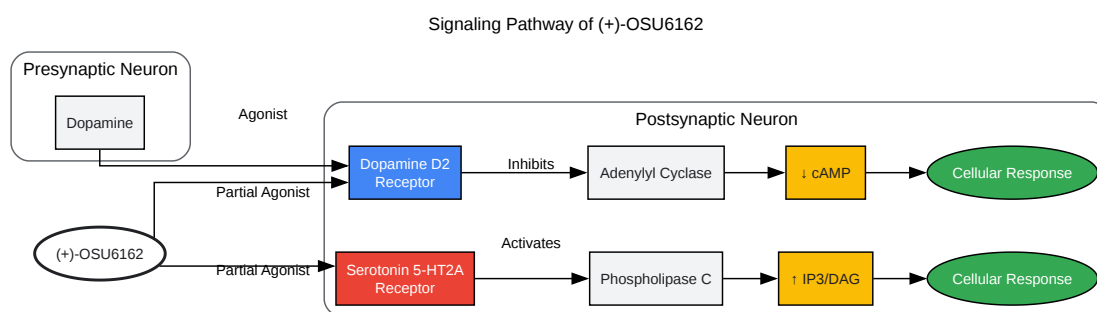 Signaling Pathway of (+)-OSU6162
Presynaptic Neuron
Dopamine
Agonist
Postsynaptic Neuron
Dopamine D2
Receptor
Inhibits
Adenylyl Cyclase
↓ cAMP
Cellular Response
Partial Agonist
(+)-OSU6162
Partial Agonist
Serotonin 5-HT2A
Receptor
Activates
Phospholipase C
↑ IP3/DAG
Cellular Response